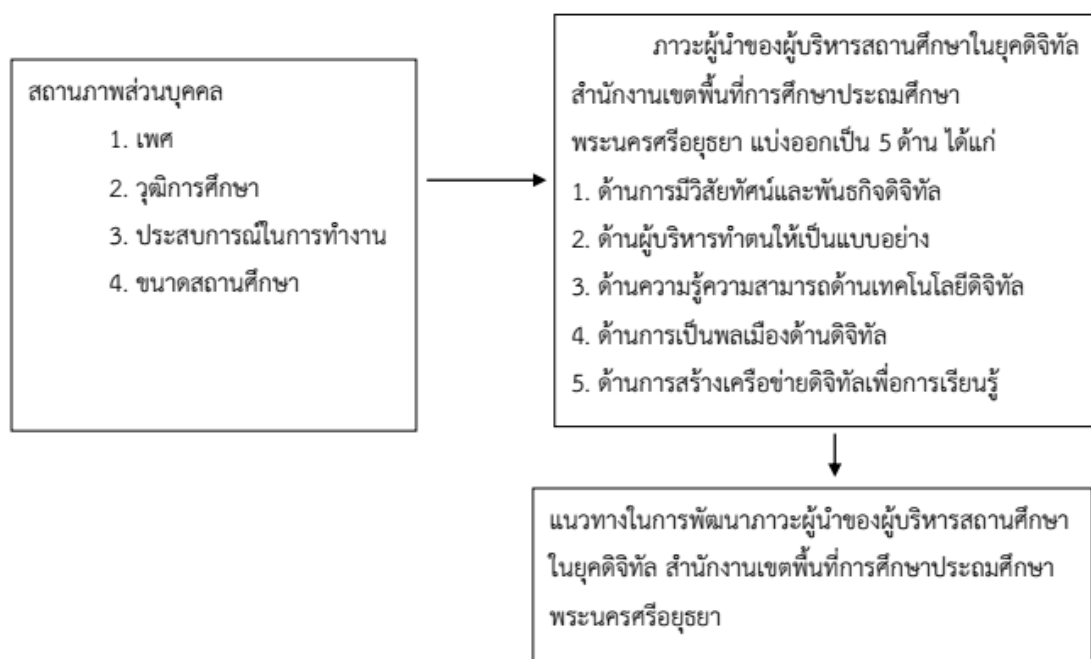 สถานภาพส่วนบุคคล
1. เพศ
2. วุฒิการศึกษา
3. ประสบการณ์ในการทำงาน
4. ขนาดสถานศึกษา
ภาวะผู้นำของผู้บริหารสถานศึกษาในยุคดิจิทัล
สำนักงานเขตพื้นที่การศึกษาประถมศึกษา
พระนครศรีอยุธยา แบ่งออกเป็น 5 ด้าน ได้แก่
1. ด้านการมีวิสัยทัศน์และพันธกิจดิจิทัล
2. ด้านผู้บริหารทำตนให้เป็นแบบอย่าง
3. ด้านความรู้ความสามารถด้านเทคโนโลยีดิจิทัล
4. ด้านการเป็นพลเมืองด้านดิจิทัล
5. ด้านการสร้างเครือข่ายดิจิทัลเพื่อการเรียนรู้
แนวทางในการพัฒนาภาวะผู้นำของผู้บริหารสถานศึกษา
ในยุคดิจิทัล สำนักงานเขตพื้นที่การศึกษาประถมศึกษา
พระนครศรีอยุธยา